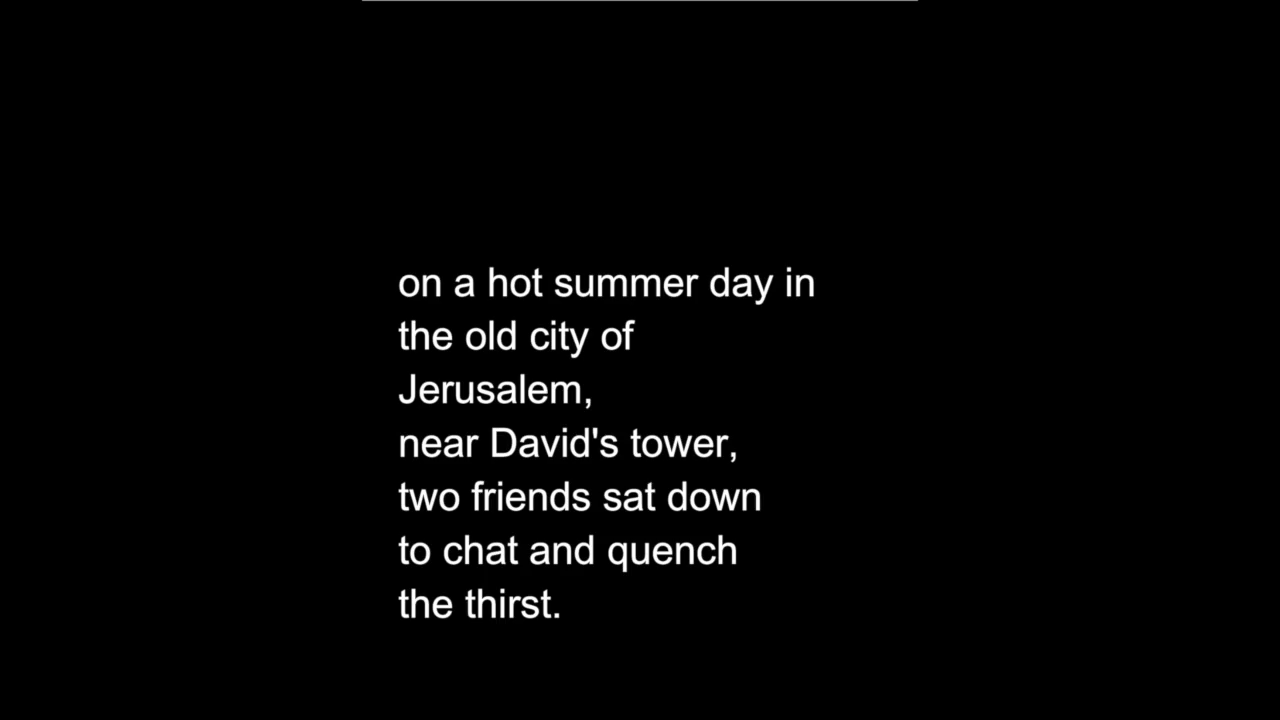 on a hot summer day in
the old city of
Jerusalem,
near David's tower,
two friends sat down
to chat and quench
the thirst.